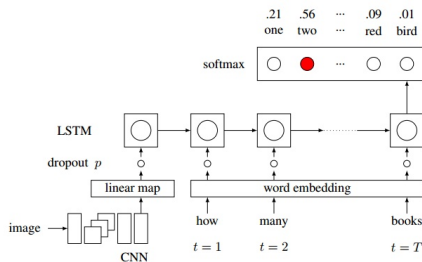 .21 .56 ... .09 .01
one two ... red bird
softmax
LSTM
dropout p
linear map word embedding
image how many books
t = 1 t = 2 t = T
CNN